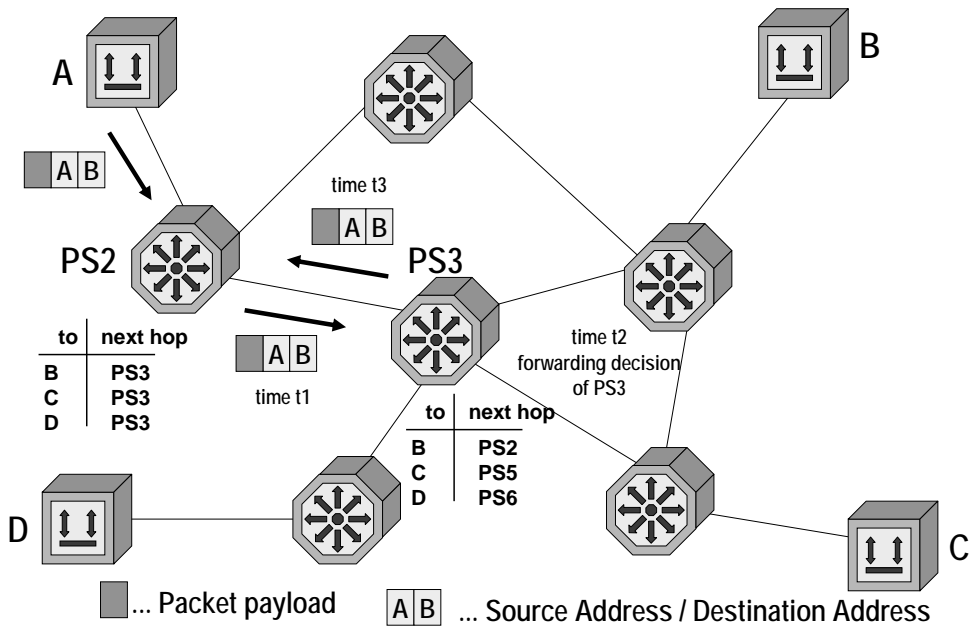 A
B
A B
time t3
A B
PS2
PS3
to next hop
B PS3
C PS3
D PS3
A B
time t1
time t2
forwarding decision
of PS3
to next hop
B PS2
C PS5
D PS6
D
C
... Packet payload
A B ... Source Address / Destination Address